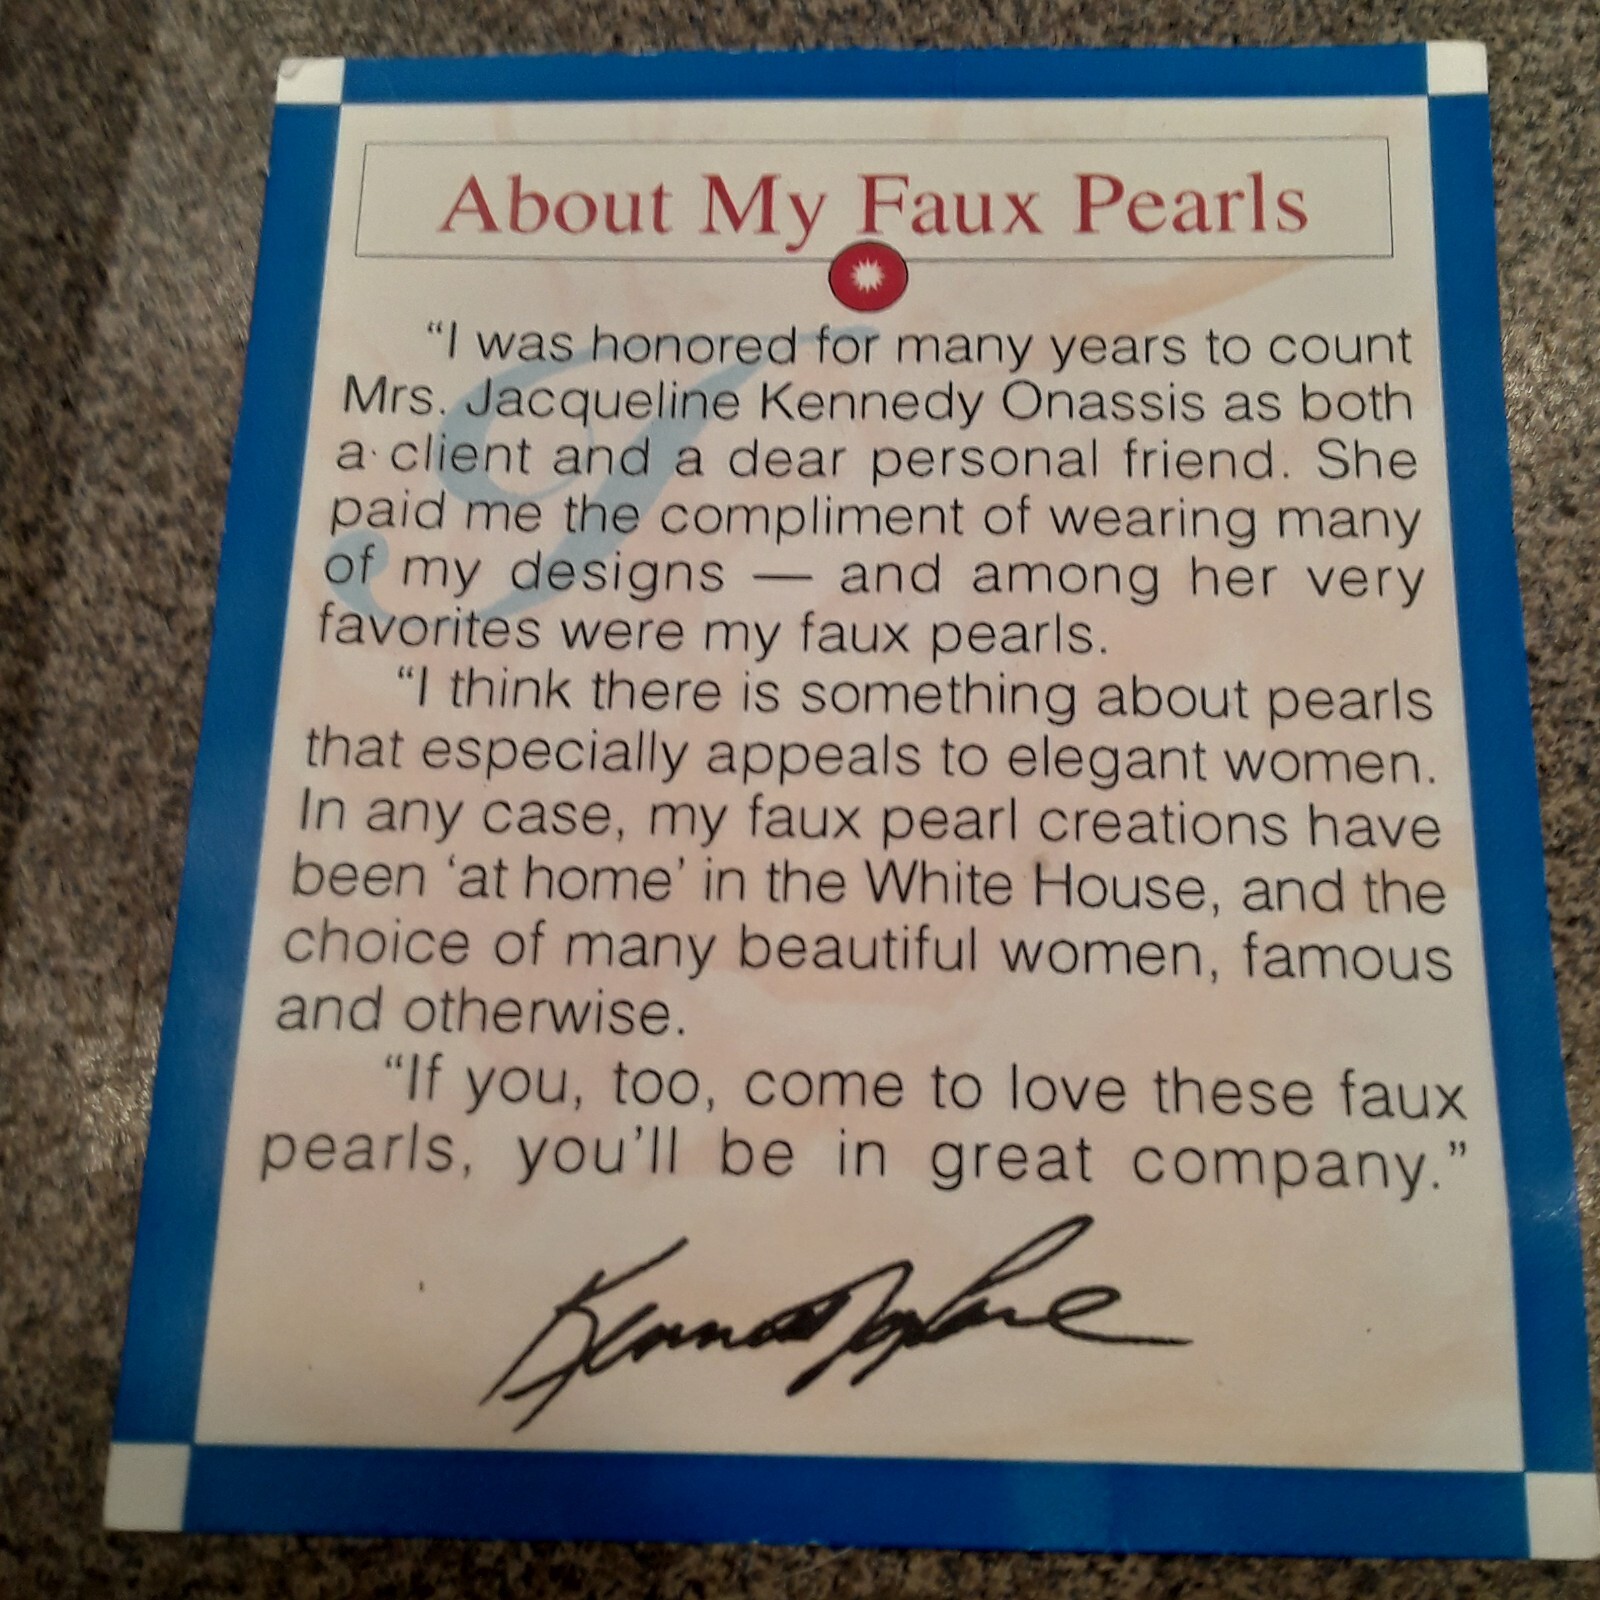 About My Faux Pearls
“I was honored for many years to count
Mrs. Jacqueline Kennedy Onassis as both
a client and a dear personal friend. She
paid me the compliment of wearing many
of my designs — and among her very
favorites were my faux pearls.
“I think there is something about pearls
that especially appeals to elegant women.
In any case, my faux pearl creations have
been ‘at home’ in the White House, and the
choice of many beautiful women, famous
and otherwise.
“If you, too, come to love these faux
pearls, you’ll be in great company.”
Kenneth Jay Lane